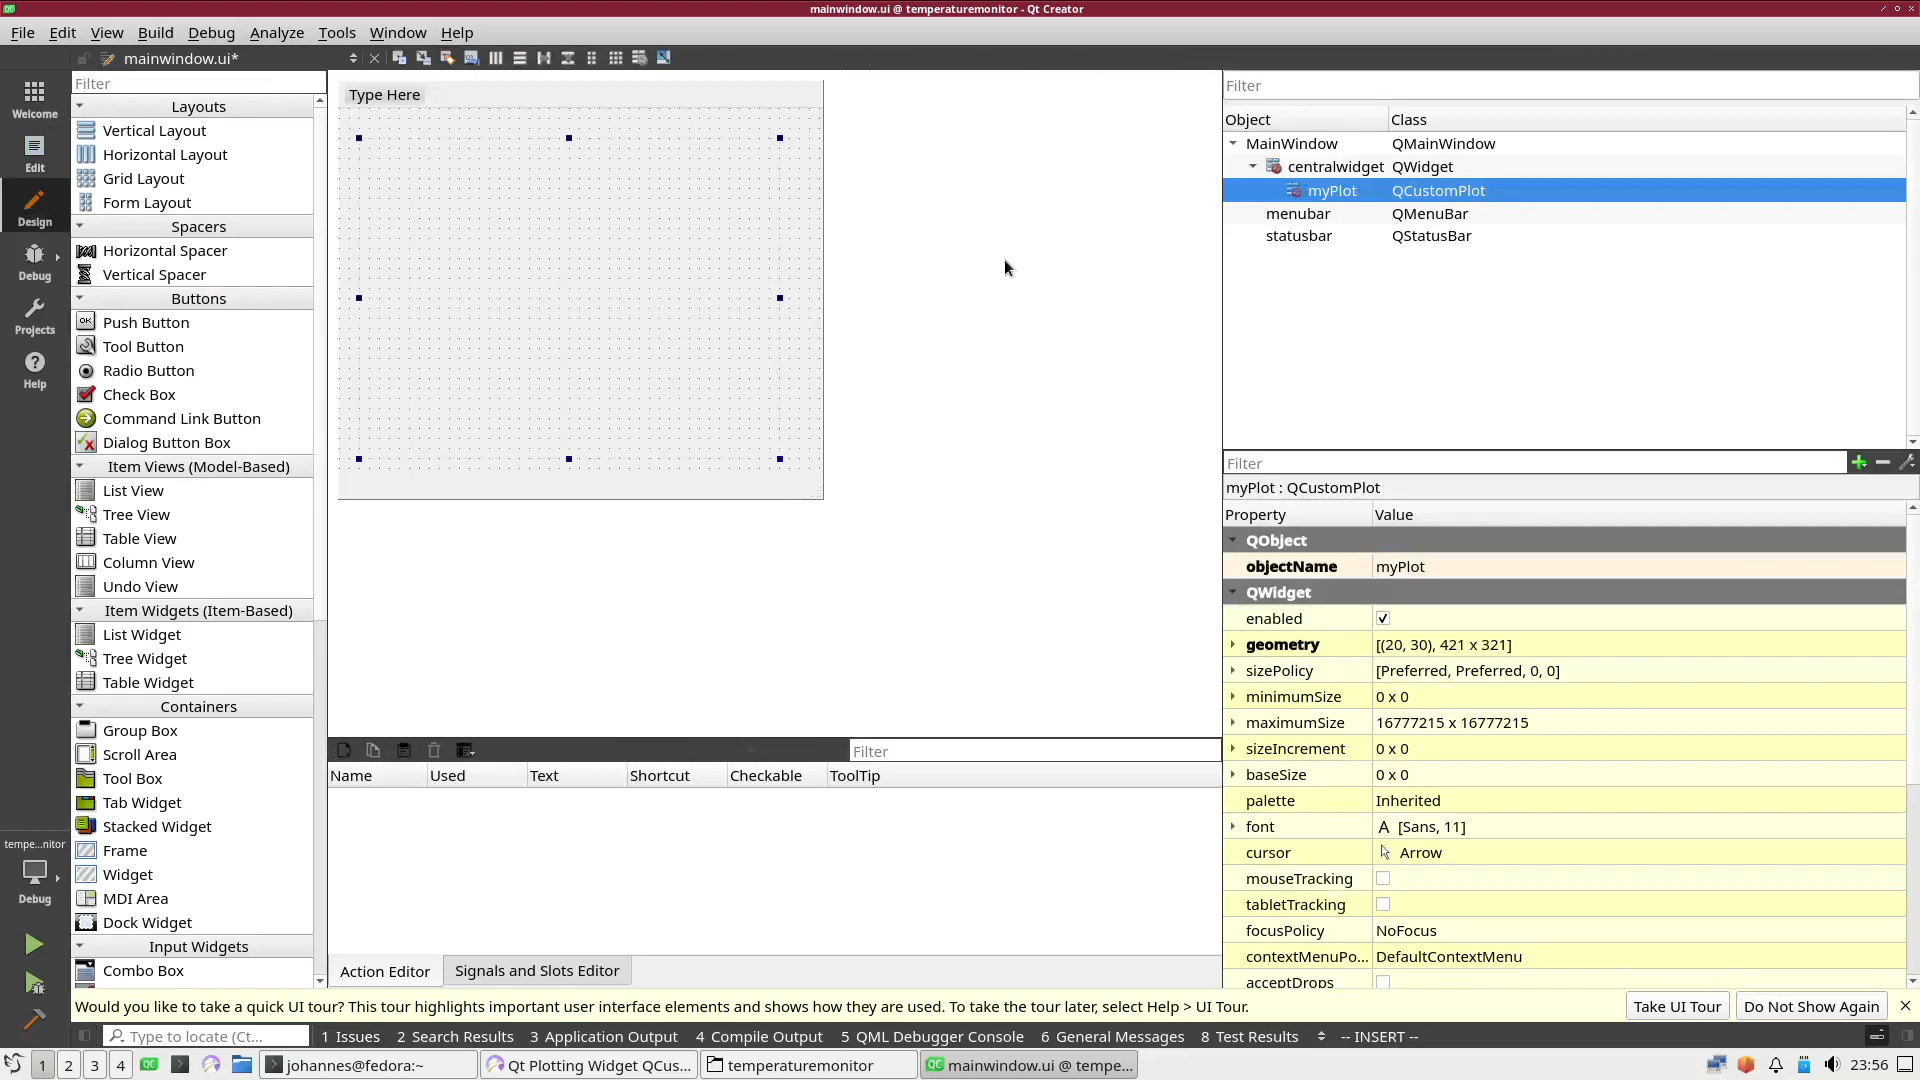 mainwindow.ui @ temperaturemonitor - Qt Creator
File Edit View Build Debug Analyze Tools Window Help
mainwindow.ui*
Welcome
Edit
Design
Debug
Projects
Help
tempe...nitor
Debug
Filter
Layouts
Vertical Layout
Horizontal Layout
Grid Layout
Form Layout
Spacers
Horizontal Spacer
Vertical Spacer
Buttons
OK Push Button
Tool Button
Radio Button
Check Box
Command Link Button
Dialog Button Box
Item Views (Model-Based)
List View
Tree View
Table View
Column View
Undo View
Item Widgets (Item-Based)
List Widget
Tree Widget
Table Widget
Containers
Group Box
Scroll Area
Tool Box
Tab Widget
Stacked Widget
Frame
Widget
MDI Area
Dock Widget
Input Widgets
Combo Box
Type Here
Filter
Name Used Text Shortcut Checkable ToolTip
Action Editor Signals and Slots Editor
Filter
Object Class
MainWindow QMainWindow
centralwidget QWidget
myPlot QCustomPlot
menubar QMenuBar
statusbar QStatusBar
Filter
myPlot : QCustomPlot
Property Value
QObject
objectName myPlot
QWidget
enabled
geometry [(20, 30), 421 x 321]
sizePolicy [Preferred, Preferred, 0, 0]
minimumSize 0 x 0
maximumSize 16777215 x 16777215
sizeIncrement 0 x 0
baseSize 0 x 0
palette Inherited
font A [Sans, 11]
cursor Arrow
mouseTracking
tabletTracking
focusPolicy NoFocus
contextMenuPo... DefaultContextMenu
acceptDrops
Would you like to take a quick UI tour? This tour highlights important user interface elements and shows how they are used. To take the tour later, select Help > UI Tour. Take UI Tour Do Not Show Again
Type to locate (Ct... 1 Issues 2 Search Results 3 Application Output 4 Compile Output 5 QML Debugger Console 6 General Messages 8 Test Results -- INSERT --
1 2 3 4 QC johannes@fedora:~ Qt Plotting Widget QCus... temperaturemonitor QC mainwindow.ui @ tempe... 23:56